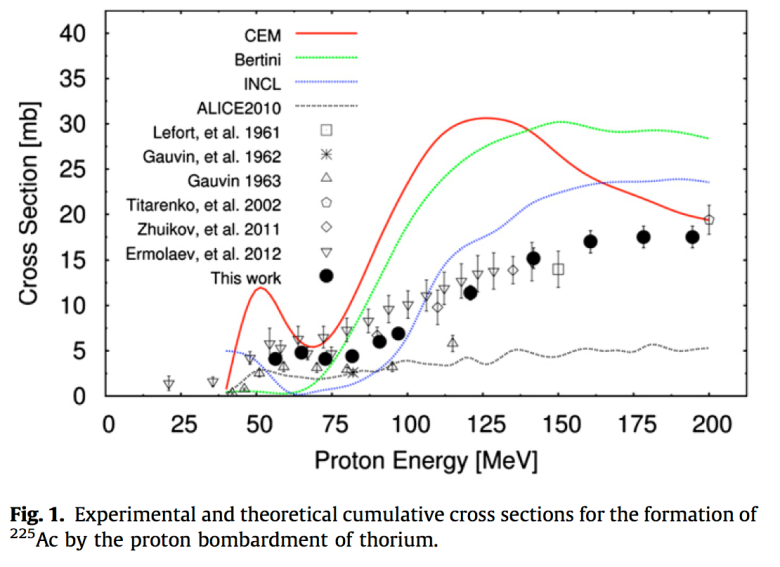 40
35
30
25
20
15
10
5
0
Cross Section [mb]
CEM
Bertini
INCL
ALICE2010
Lefort, et al. 1961
Gauvin, et al. 1962
Gauvin 1963
Titarenko, et al. 2002
Zhuikov, et al. 2011
Ermolaev, et al. 2012
This work
0 25 50 75 100 125 150 175 200
Proton Energy [MeV]
Fig. 1. Experimental and theoretical cumulative cross sections for the formation of
²²⁵Ac by the proton bombardment of thorium.